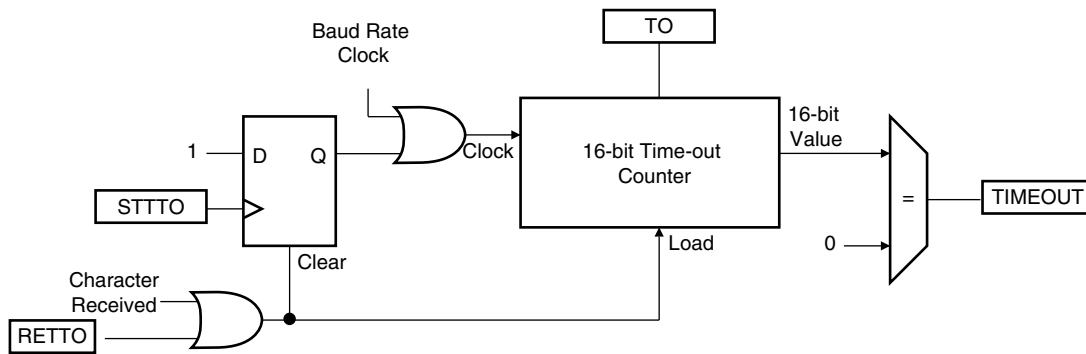 TO
Baud Rate
Clock
16-bit
Value
1
D
Q
Clock
16-bit Time-out
Counter
STTTO
=
TIMEOUT
0
Load
Clear
Character
Received
RETTO